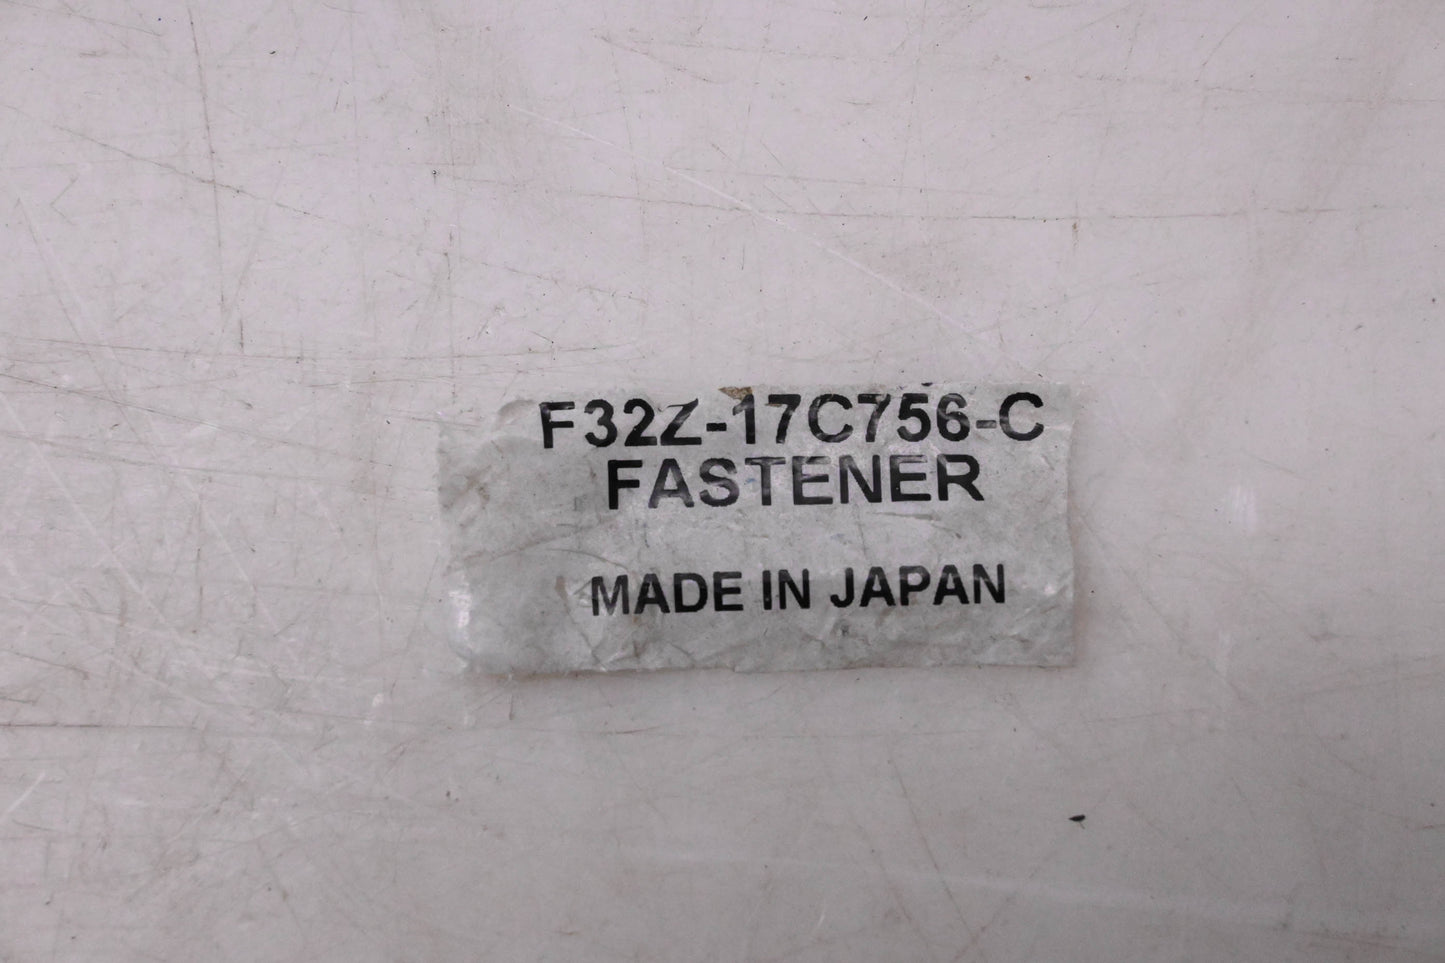 F32Z-17C756-C
FASTENER
MADE IN JAPAN